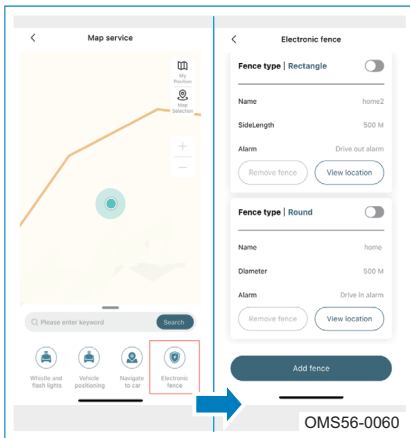 Map service
My
Position
Map
Selection
Please enter keyword
Search
Whistle and
flash lights
Vehicle
positioning
Navigate
to car
Electronic
fence
Electronic fence
Fence type | Rectangle
Name home2
SideLength 500 M
Alarm Drive out alarm
Remove fence View location
Fence type | Round
Name home
Diameter 500 M
Alarm Drive In alarm
Remove fence View location
Add fence
OMS56-0060